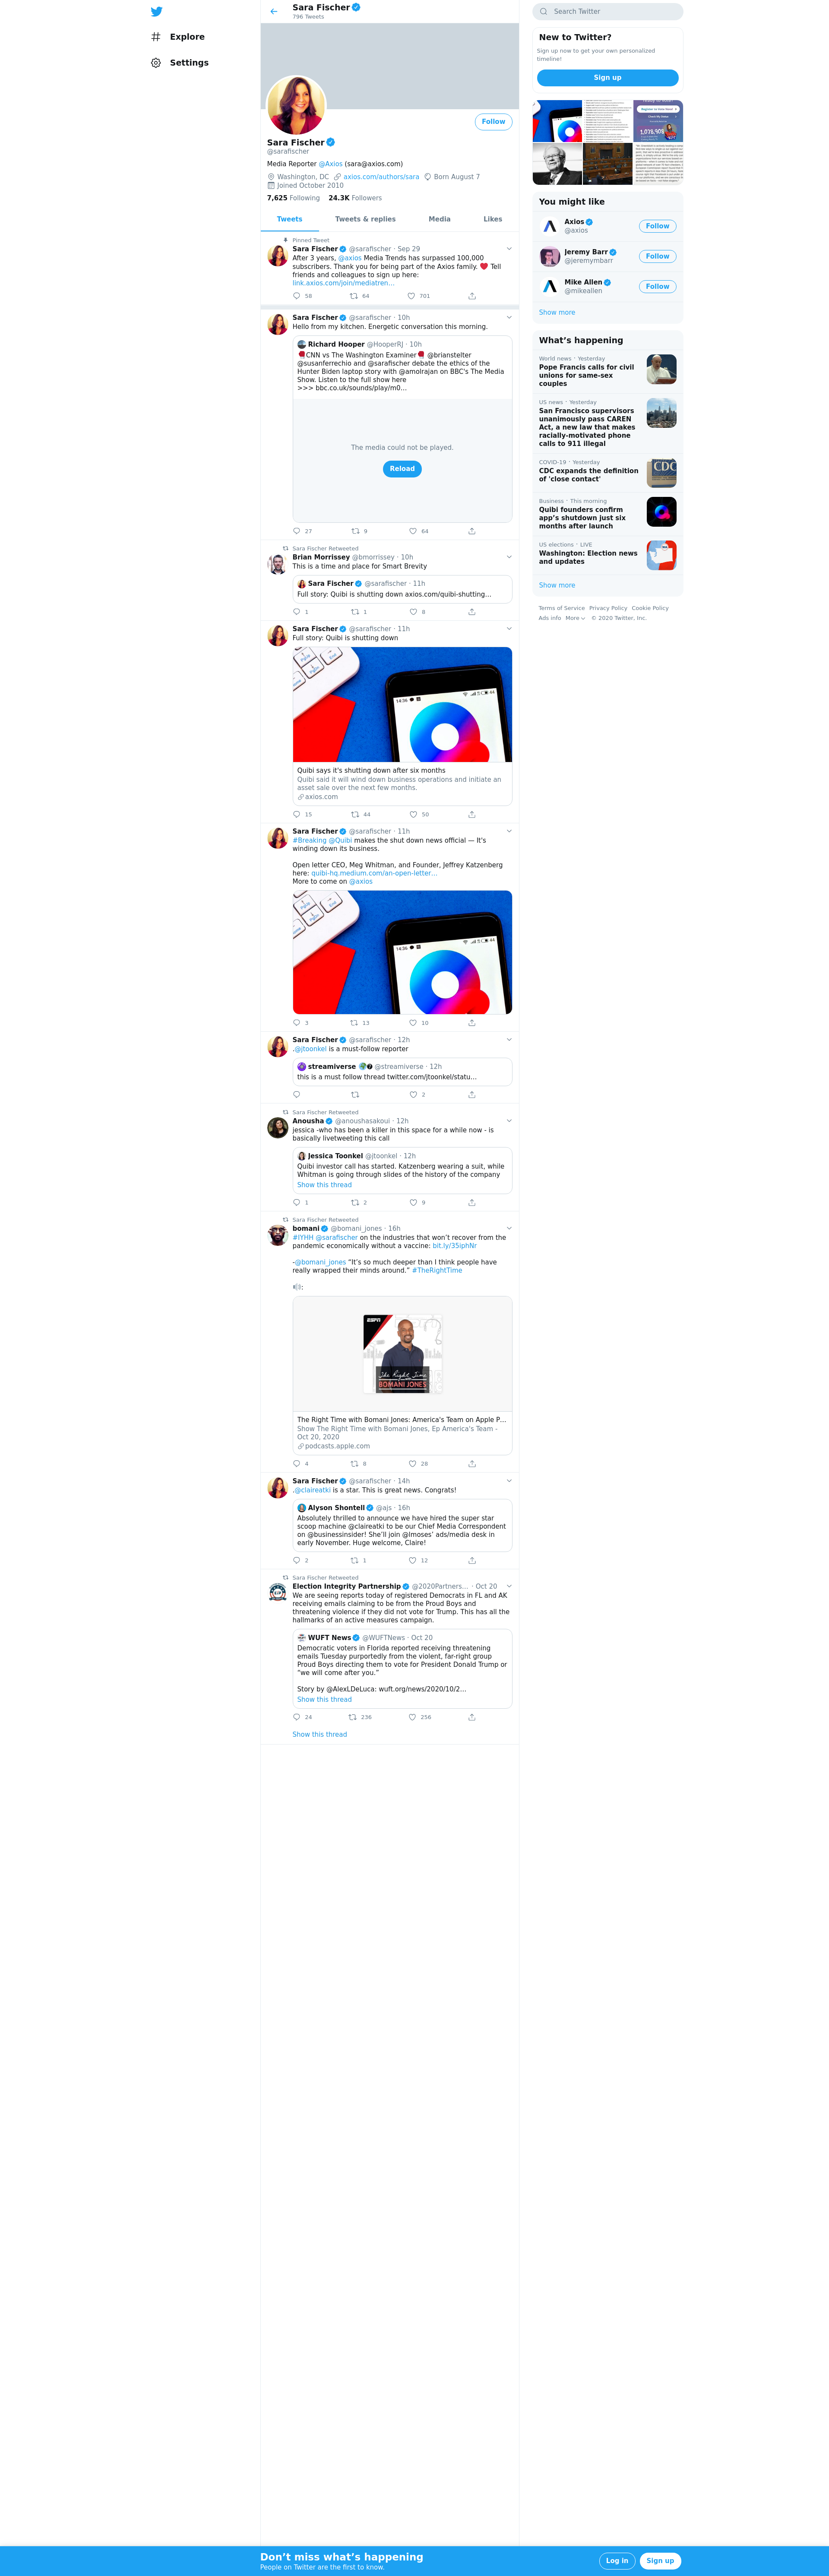 Explore
Settings
Sara Fischer
796 Tweets
Follow
Sara Fischer
@sarafischer
Media Reporter @Axios (sara@axios.com)
Washington, DC axios.com/authors/sara Born August 7
Joined October 2010
7,625 Following 24.3K Followers
Tweets Tweets & replies Media Likes
Pinned Tweet
Sara Fischer @sarafischer · Sep 29
After 3 years, @axios Media Trends has surpassed 100,000
subscribers. Thank you for being part of the Axios family. ❤️ Tell
friends and colleagues to sign up here:
link.axios.com/join/mediatren…
58 64 701
Sara Fischer @sarafischer · 10h
Hello from my kitchen. Energetic conversation this morning.
Richard Hooper @HooperRJ · 10h
🥊CNN vs The Washington Examiner🥊 @brianstelter
@susanferrechio and @sarafischer debate the ethics of the
Hunter Biden laptop story with @amolrajan on BBC's The Media
Show. Listen to the full show here
>>> bbc.co.uk/sounds/play/m0…
The media could not be played.
Reload
27 9 64
Sara Fischer Retweeted
Brian Morrissey @bmorrissey · 10h
This is a time and place for Smart Brevity
Sara Fischer @sarafischer · 11h
Full story: Quibi is shutting down axios.com/quibi-shutting…
1 1 8
Sara Fischer @sarafischer · 11h
Full story: Quibi is shutting down
14:36
44
Quibi says it's shutting down after six months
Quibi said it will wind down business operations and initiate an
asset sale over the next few months.
axios.com
15 44 50
Sara Fischer @sarafischer · 11h
#Breaking @Quibi makes the shut down news official — It's
winding down its business.
Open letter CEO, Meg Whitman, and Founder, Jeffrey Katzenberg
here: quibi-hq.medium.com/an-open-letter…
More to come on @axios
14:36
44
3 13 10
Sara Fischer @sarafischer · 12h
.@jtoonkel is a must-follow reporter
streamiverse @streamiverse · 12h
this is a must follow thread twitter.com/jtoonkel/statu…
2
Sara Fischer Retweeted
Anousha @anoushasakoui · 12h
Jessica -who has been a killer in this space for a while now - is
basically livetweeting this call
Jessica Toonkel @jtoonkel · 12h
Quibi investor call has started. Katzenberg wearing a suit, while
Whitman is going through slides of the history of the company
Show this thread
1 2 9
Sara Fischer Retweeted
bomani @bomani_jones · 16h
#IYHH @sarafischer on the industries that won't recover from the
pandemic economically without a vaccine: bit.ly/35iphNr
-@bomani_jones "It's so much deeper than I think people have
really wrapped their minds around." #TheRightTime
🔊:
ESPN
The Right Time
BOMANI JONES
The Right Time with Bomani Jones: America's Team on Apple P…
Show The Right Time with Bomani Jones, Ep America's Team -
Oct 20, 2020
podcasts.apple.com
4 8 28
Sara Fischer @sarafischer · 14h
.@claireatki is a star. This is great news. Congrats!
Alyson Shontell @ajs · 16h
Absolutely thrilled to announce we have hired the super star
scoop machine @claireatki to be our Chief Media Correspondent
on @businessinsider! She'll join @lmoses' ads/media desk in
early November. Huge welcome, Claire!
2 1 12
Sara Fischer Retweeted
Election Integrity Partnership @2020Partners… · Oct 20
We are seeing reports today of registered Democrats in FL and AK
receiving emails claiming to be from the Proud Boys and
threatening violence if they did not vote for Trump. This has all the
hallmarks of an active measures campaign.
WUFT News @WUFTNews · Oct 20
Democratic voters in Florida reported receiving threatening
emails Tuesday purportedly from the violent, far-right group
Proud Boys directing them to vote for President Donald Trump or
"we will come after you."
Story by @AlexLDeLuca: wuft.org/news/2020/10/2…
Show this thread
24 236 256
Show this thread
Search Twitter
New to Twitter?
Sign up now to get your own personalized
timeline!
Sign up
1,076,505
You might like
Axios
@axios
Follow
Jeremy Barr
@jeremymbarr
Follow
Mike Allen
@mikeallen
Follow
Show more
What's happening
World news · Yesterday
Pope Francis calls for civil
unions for same-sex
couples
US news · Yesterday
San Francisco supervisors
unanimously pass CAREN
Act, a new law that makes
racially-motivated phone
calls to 911 illegal
COVID-19 · Yesterday
CDC expands the definition
of 'close contact'
CDC
Business · This morning
Quibi founders confirm
app's shutdown just six
months after launch
US elections · LIVE
Washington: Election news
and updates
Show more
Terms of Service Privacy Policy Cookie Policy
Ads info More © 2020 Twitter, Inc.
Don't miss what's happening
People on Twitter are the first to know.
Log in
Sign up